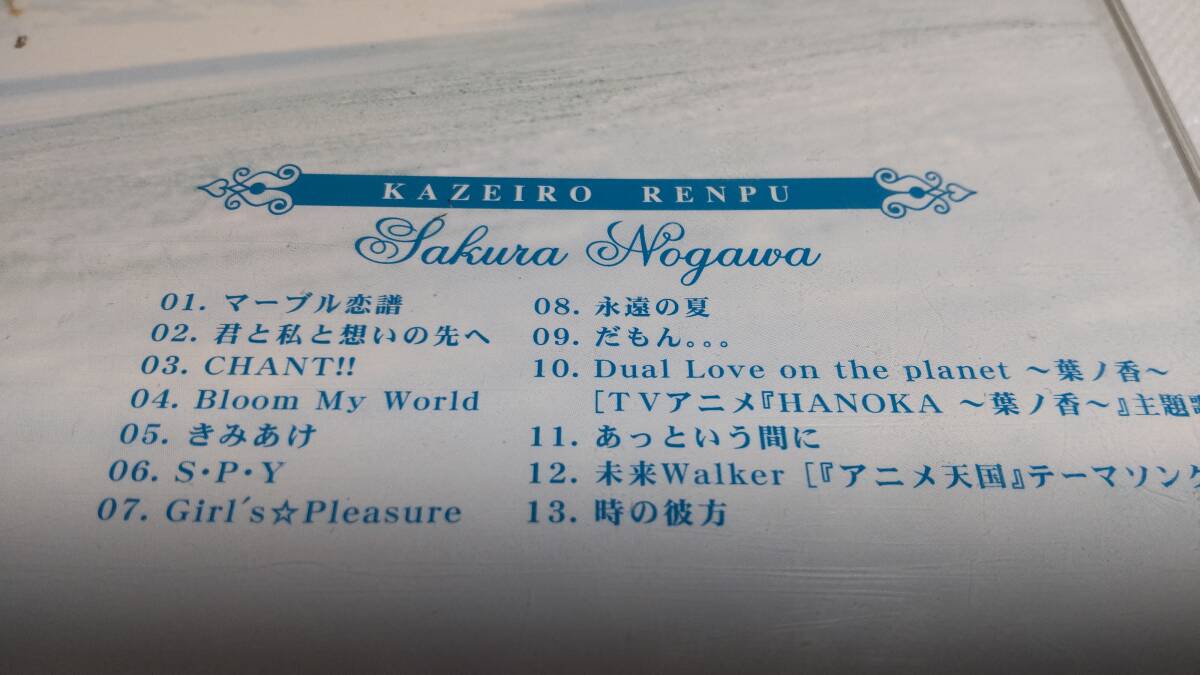 KAZEIRO RENPU
Sakura Nogawa
01. マーブル恋譜
02. 君と私と想いの先へ
03. CHANT!!
04. Bloom My World
05. きみあけ
06. S・P・Y
07. Girl's☆Pleasure
08. 永遠の夏
09. だもん。。。
10. Dual Love on the planet ～葉ノ香～
[TVアニメ『HANOKA ～葉ノ香～』主題歌
11. あっという間に
12. 未来Walker [『アニメ天国』テーマソング
13. 時の彼方